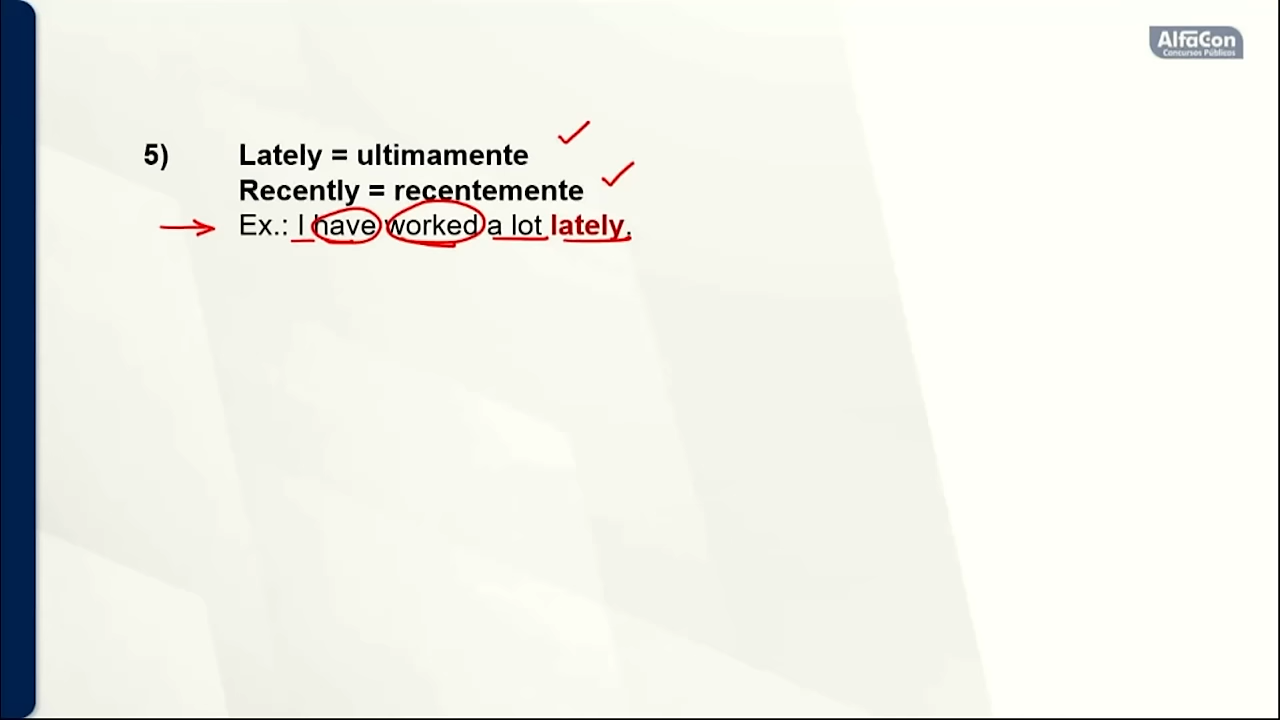 AlfaCon
Concursos Públicos
5) Lately = ultimamente
Recently = recentemente
Ex.: I have worked a lot lately.